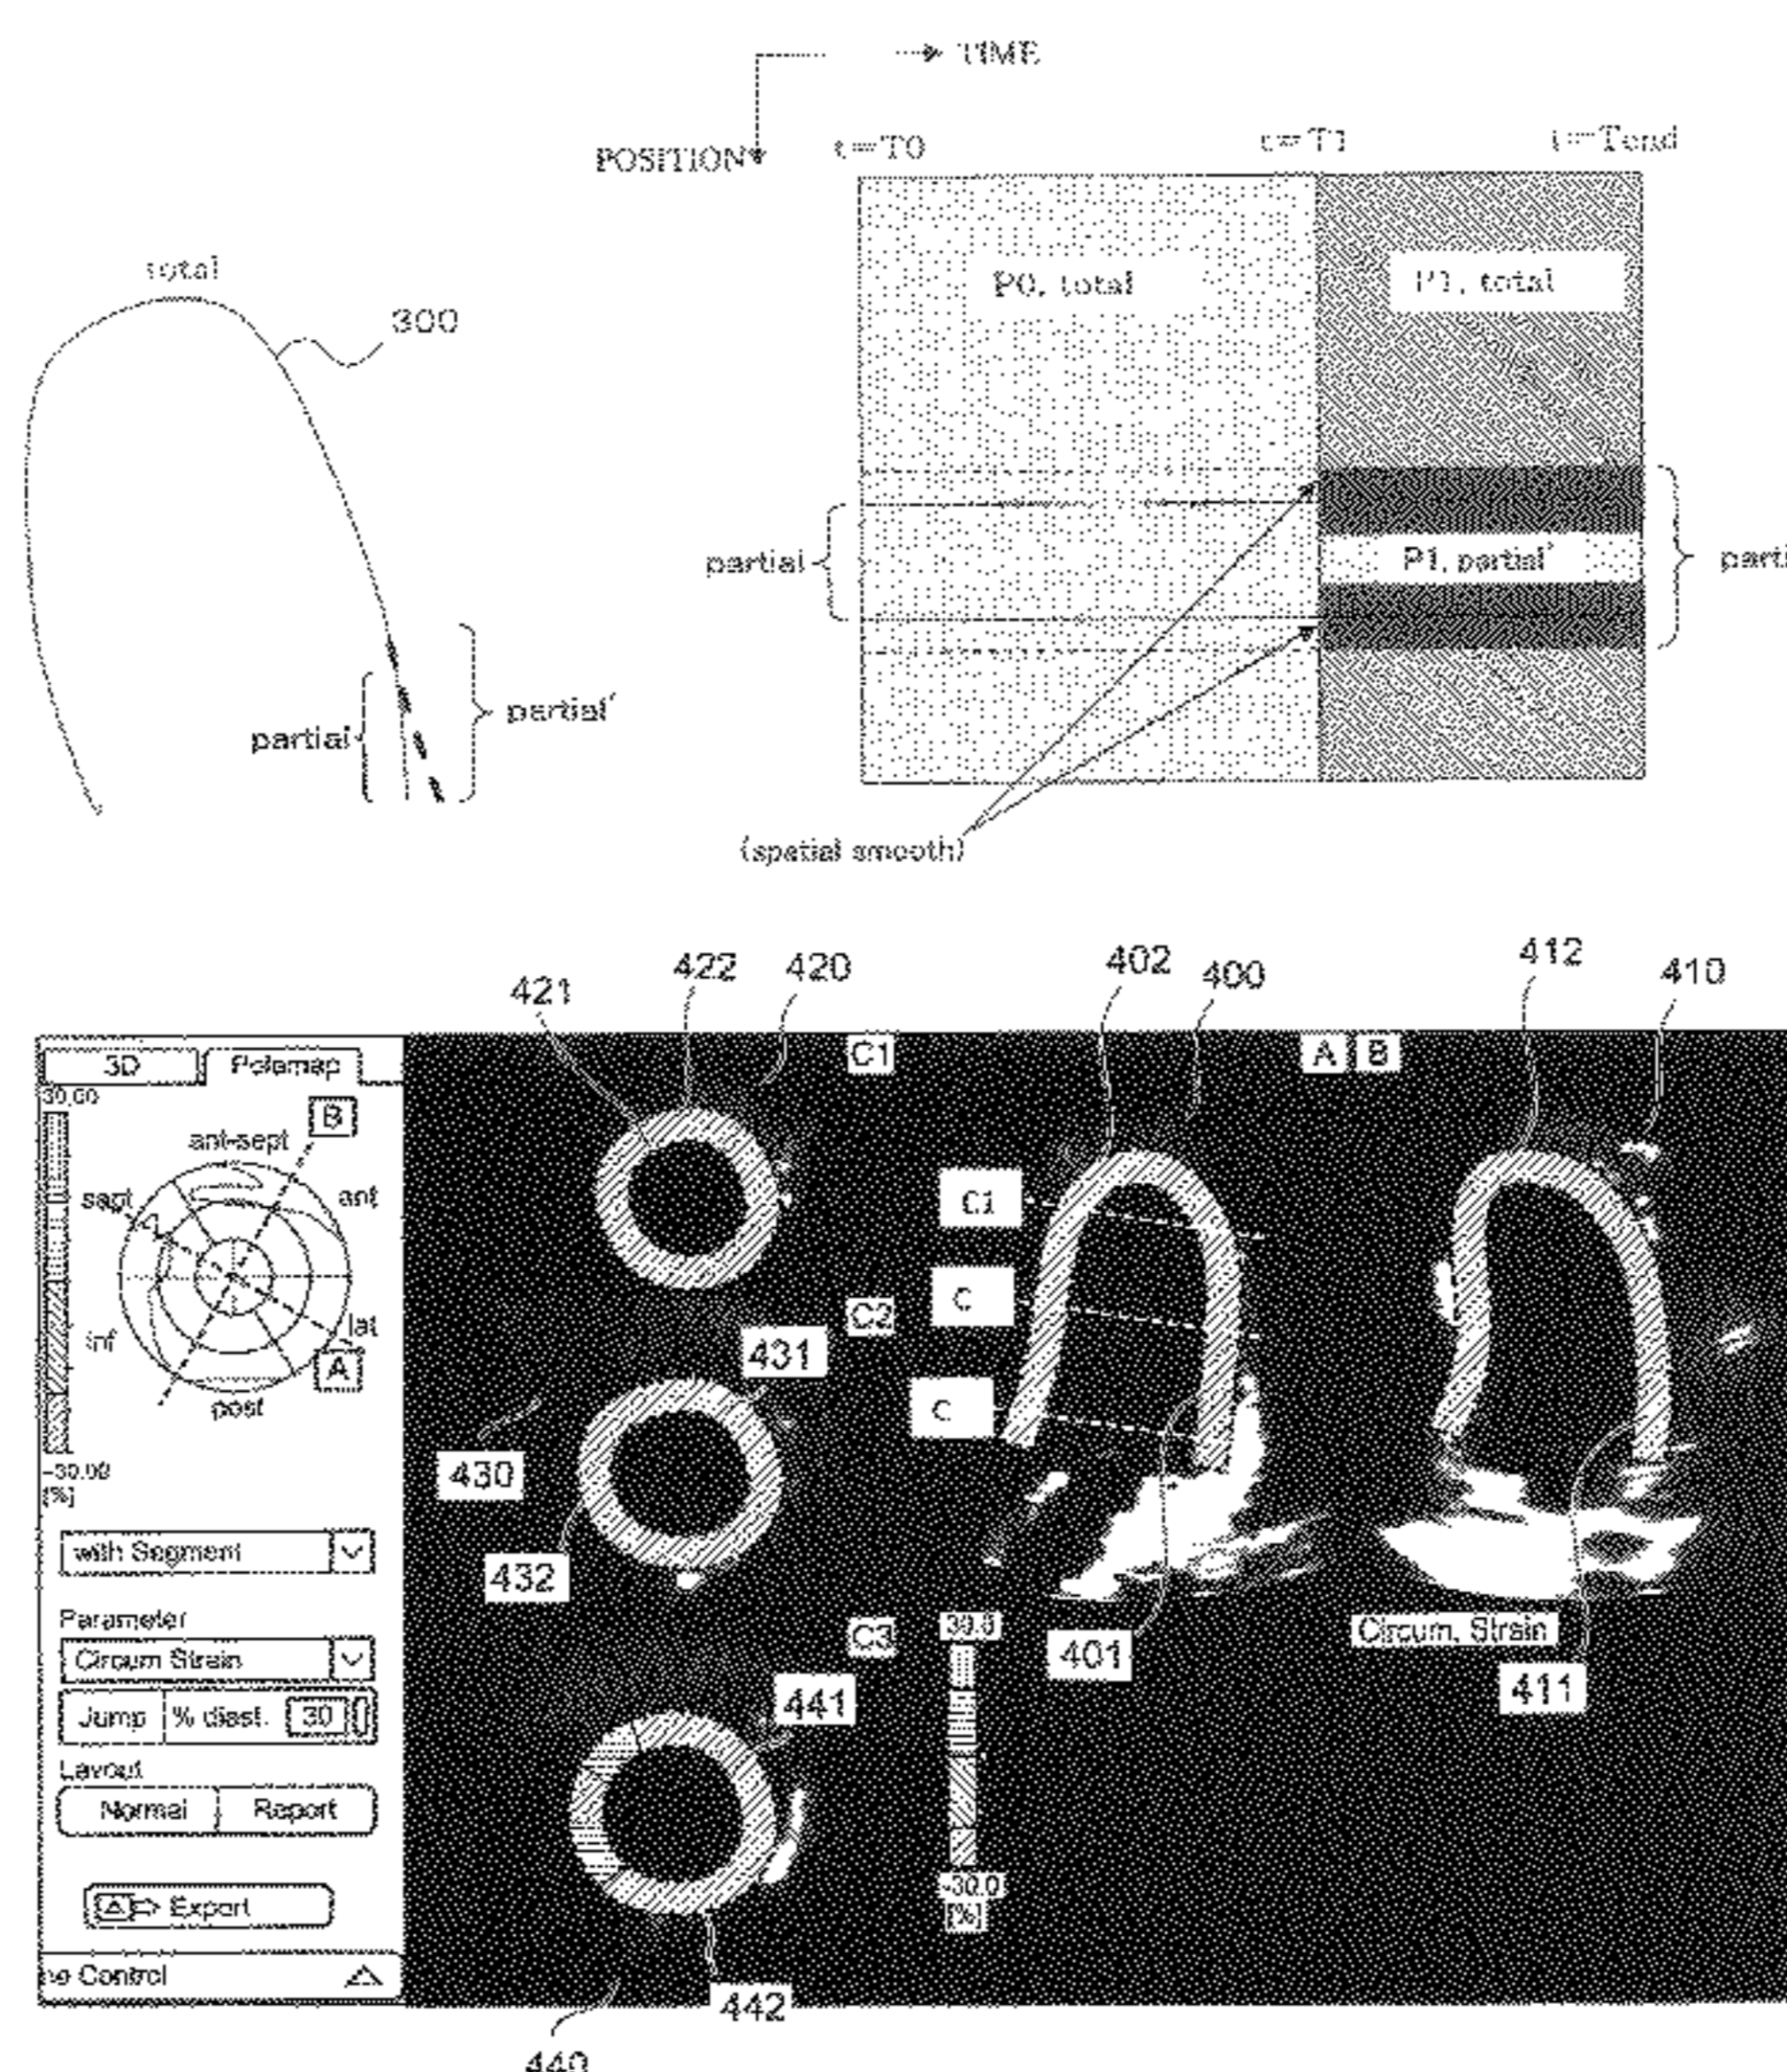 TIME
POSITION
t=T0
t=T1
t=Tend
total
300
P0, total
P1, total
partial
P1, partial'
partial
partial'
(spatial smooth)
421
422
420
402
400
412
410
3D
Polarmap
C1
A
B
30.00
B
ant-sept
sept
ant
C1
inf
lat
A
post
C2
C
431
C
-30.00
[%]
430
432
with Segment
Parameter
Circum Strain
C3
30.0
401
Circum. Strain
411
441
Jump
% diast.
30
Layout
Normal
Report
-30.0
[%]
Export
Control
442
440